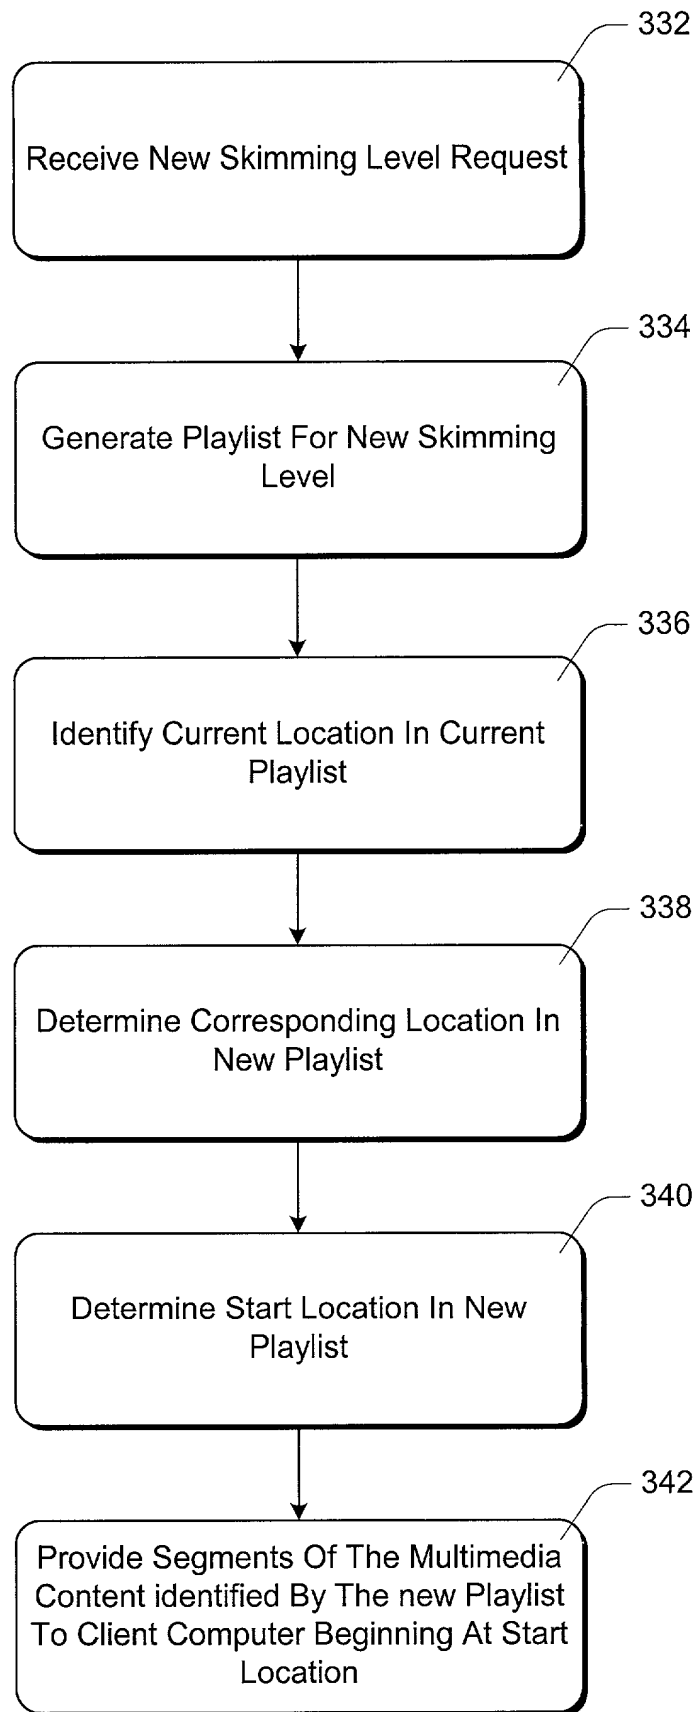 332
Receive New Skimming Level Request
334
Generate Playlist For New Skimming
Level
336
Identify Current Location In Current
Playlist
338
Determine Corresponding Location In
New Playlist
340
Determine Start Location In New
Playlist
342
Provide Segments Of The Multimedia
Content identified By The new Playlist
To Client Computer Beginning At Start
Location